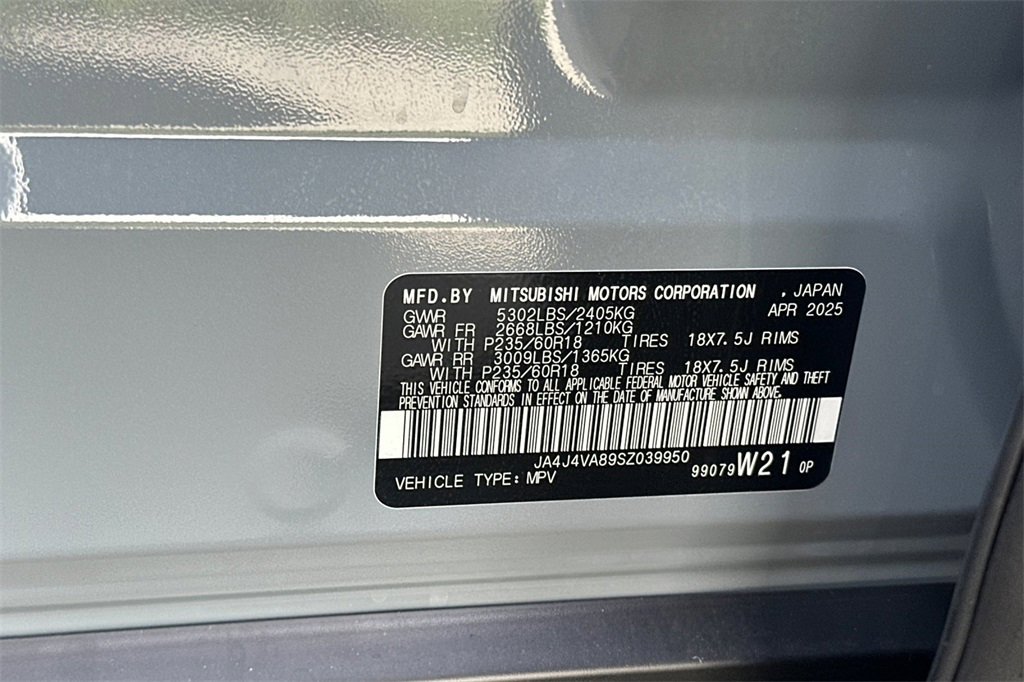 MFD.BY MITSUBISHI MOTORS CORPORATION , JAPAN
GVWR 5302LBS/2405KG APR 2025
GAWR FR 2668LBS/1210KG
WITH P235/60R18 TIRES 18X7.5J RIMS
GAWR RR 3009LBS/1365KG
WITH P235/60R18 TIRES 18X7.5J RIMS
THIS VEHICLE CONFORMS TO ALL APPLICABLE FEDERAL MOTOR VEHICLE SAFETY AND THEFT
PREVENTION STANDARDS IN EFFECT ON THE DATE OF MANUFACTURE SHOWN ABOVE.
JA4J4VA89SZ039950
VEHICLE TYPE: MPV 99079 W21 0P